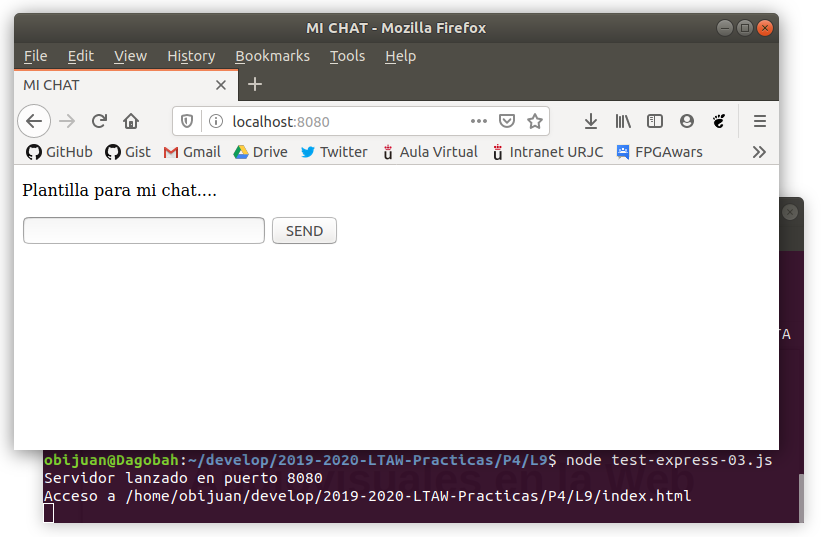 MI CHAT - Mozilla Firefox
File Edit View History Bookmarks Tools Help
MI CHAT
localhost:8080
GitHub Gist Gmail Drive Twitter Aula Virtual Intranet URJC FPGAwars
Plantilla para mi chat....
SEND
obijuan@Dagobah:~/develop/2019-2020-LTAW-Practicas/P4/L9$ node test-express-03.js
Servidor lanzado en puerto 8080
Acceso a /home/obijuan/develop/2019-2020-LTAW-Practicas/P4/L9/index.html